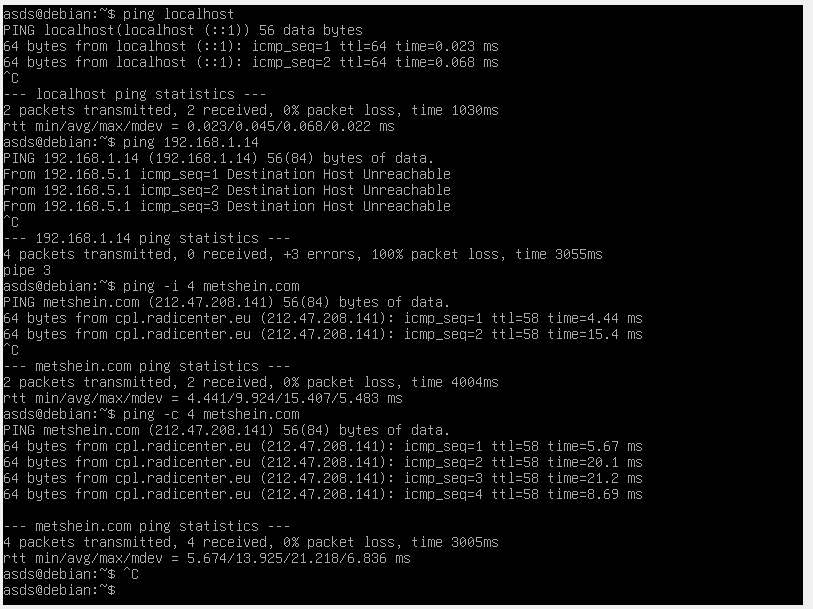 asds@debian:~$ ping localhost
PING localhost(localhost (::1)) 56 data bytes
64 bytes from localhost (::1): icmp_seq=1 ttl=64 time=0.023 ms
64 bytes from localhost (::1): icmp_seq=2 ttl=64 time=0.068 ms
^C
--- localhost ping statistics ---
2 packets transmitted, 2 received, 0% packet loss, time 1030ms
rtt min/avg/max/mdev = 0.023/0.045/0.068/0.022 ms
asds@debian:~$ ping 192.168.1.14
PING 192.168.1.14 (192.168.1.14) 56(84) bytes of data.
From 192.168.5.1 icmp_seq=1 Destination Host Unreachable
From 192.168.5.1 icmp_seq=2 Destination Host Unreachable
From 192.168.5.1 icmp_seq=3 Destination Host Unreachable
^C
--- 192.168.1.14 ping statistics ---
4 packets transmitted, 0 received, +3 errors, 100% packet loss, time 3055ms
pipe 3
asds@debian:~$ ping -i 4 metshein.com
PING metshein.com (212.47.208.141) 56(84) bytes of data.
64 bytes from cpl.radicenter.eu (212.47.208.141): icmp_seq=1 ttl=58 time=4.44 ms
64 bytes from cpl.radicenter.eu (212.47.208.141): icmp_seq=2 ttl=58 time=15.4 ms
^C
--- metshein.com ping statistics ---
2 packets transmitted, 2 received, 0% packet loss, time 4004ms
rtt min/avg/max/mdev = 4.441/9.924/15.407/5.483 ms
asds@debian:~$ ping -c 4 metshein.com
PING metshein.com (212.47.208.141) 56(84) bytes of data.
64 bytes from cpl.radicenter.eu (212.47.208.141): icmp_seq=1 ttl=58 time=5.67 ms
64 bytes from cpl.radicenter.eu (212.47.208.141): icmp_seq=2 ttl=58 time=20.1 ms
64 bytes from cpl.radicenter.eu (212.47.208.141): icmp_seq=3 ttl=58 time=21.2 ms
64 bytes from cpl.radicenter.eu (212.47.208.141): icmp_seq=4 ttl=58 time=8.69 ms

--- metshein.com ping statistics ---
4 packets transmitted, 4 received, 0% packet loss, time 3005ms
rtt min/avg/max/mdev = 5.674/13.925/21.218/6.836 ms
asds@debian:~$ ^C
asds@debian:~$